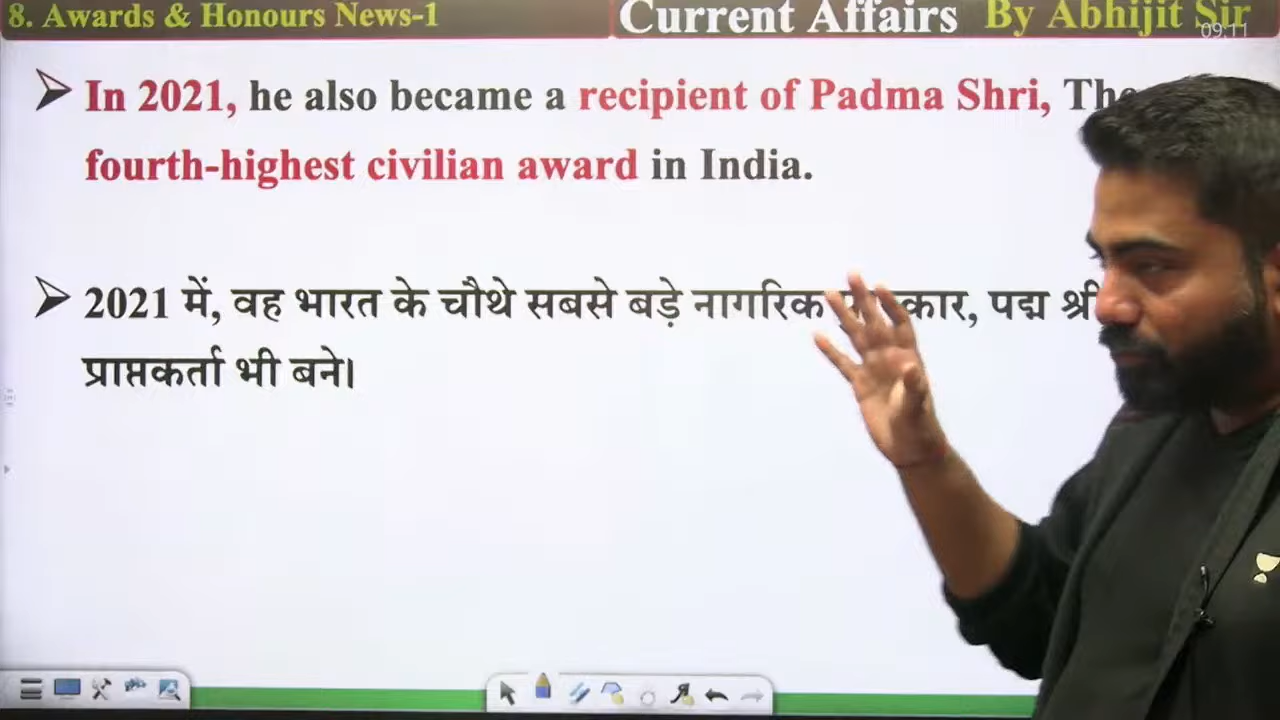 8. Awards & Honours News-1
Current Affairs By Abhijit Sir
09:11
In 2021, he also became a recipient of Padma Shri, The
fourth-highest civilian award in India.
2021 में, वह भारत के चौथे सबसे बड़े नागरिक पद्म श्री
प्राप्तकर्ता भी बने।